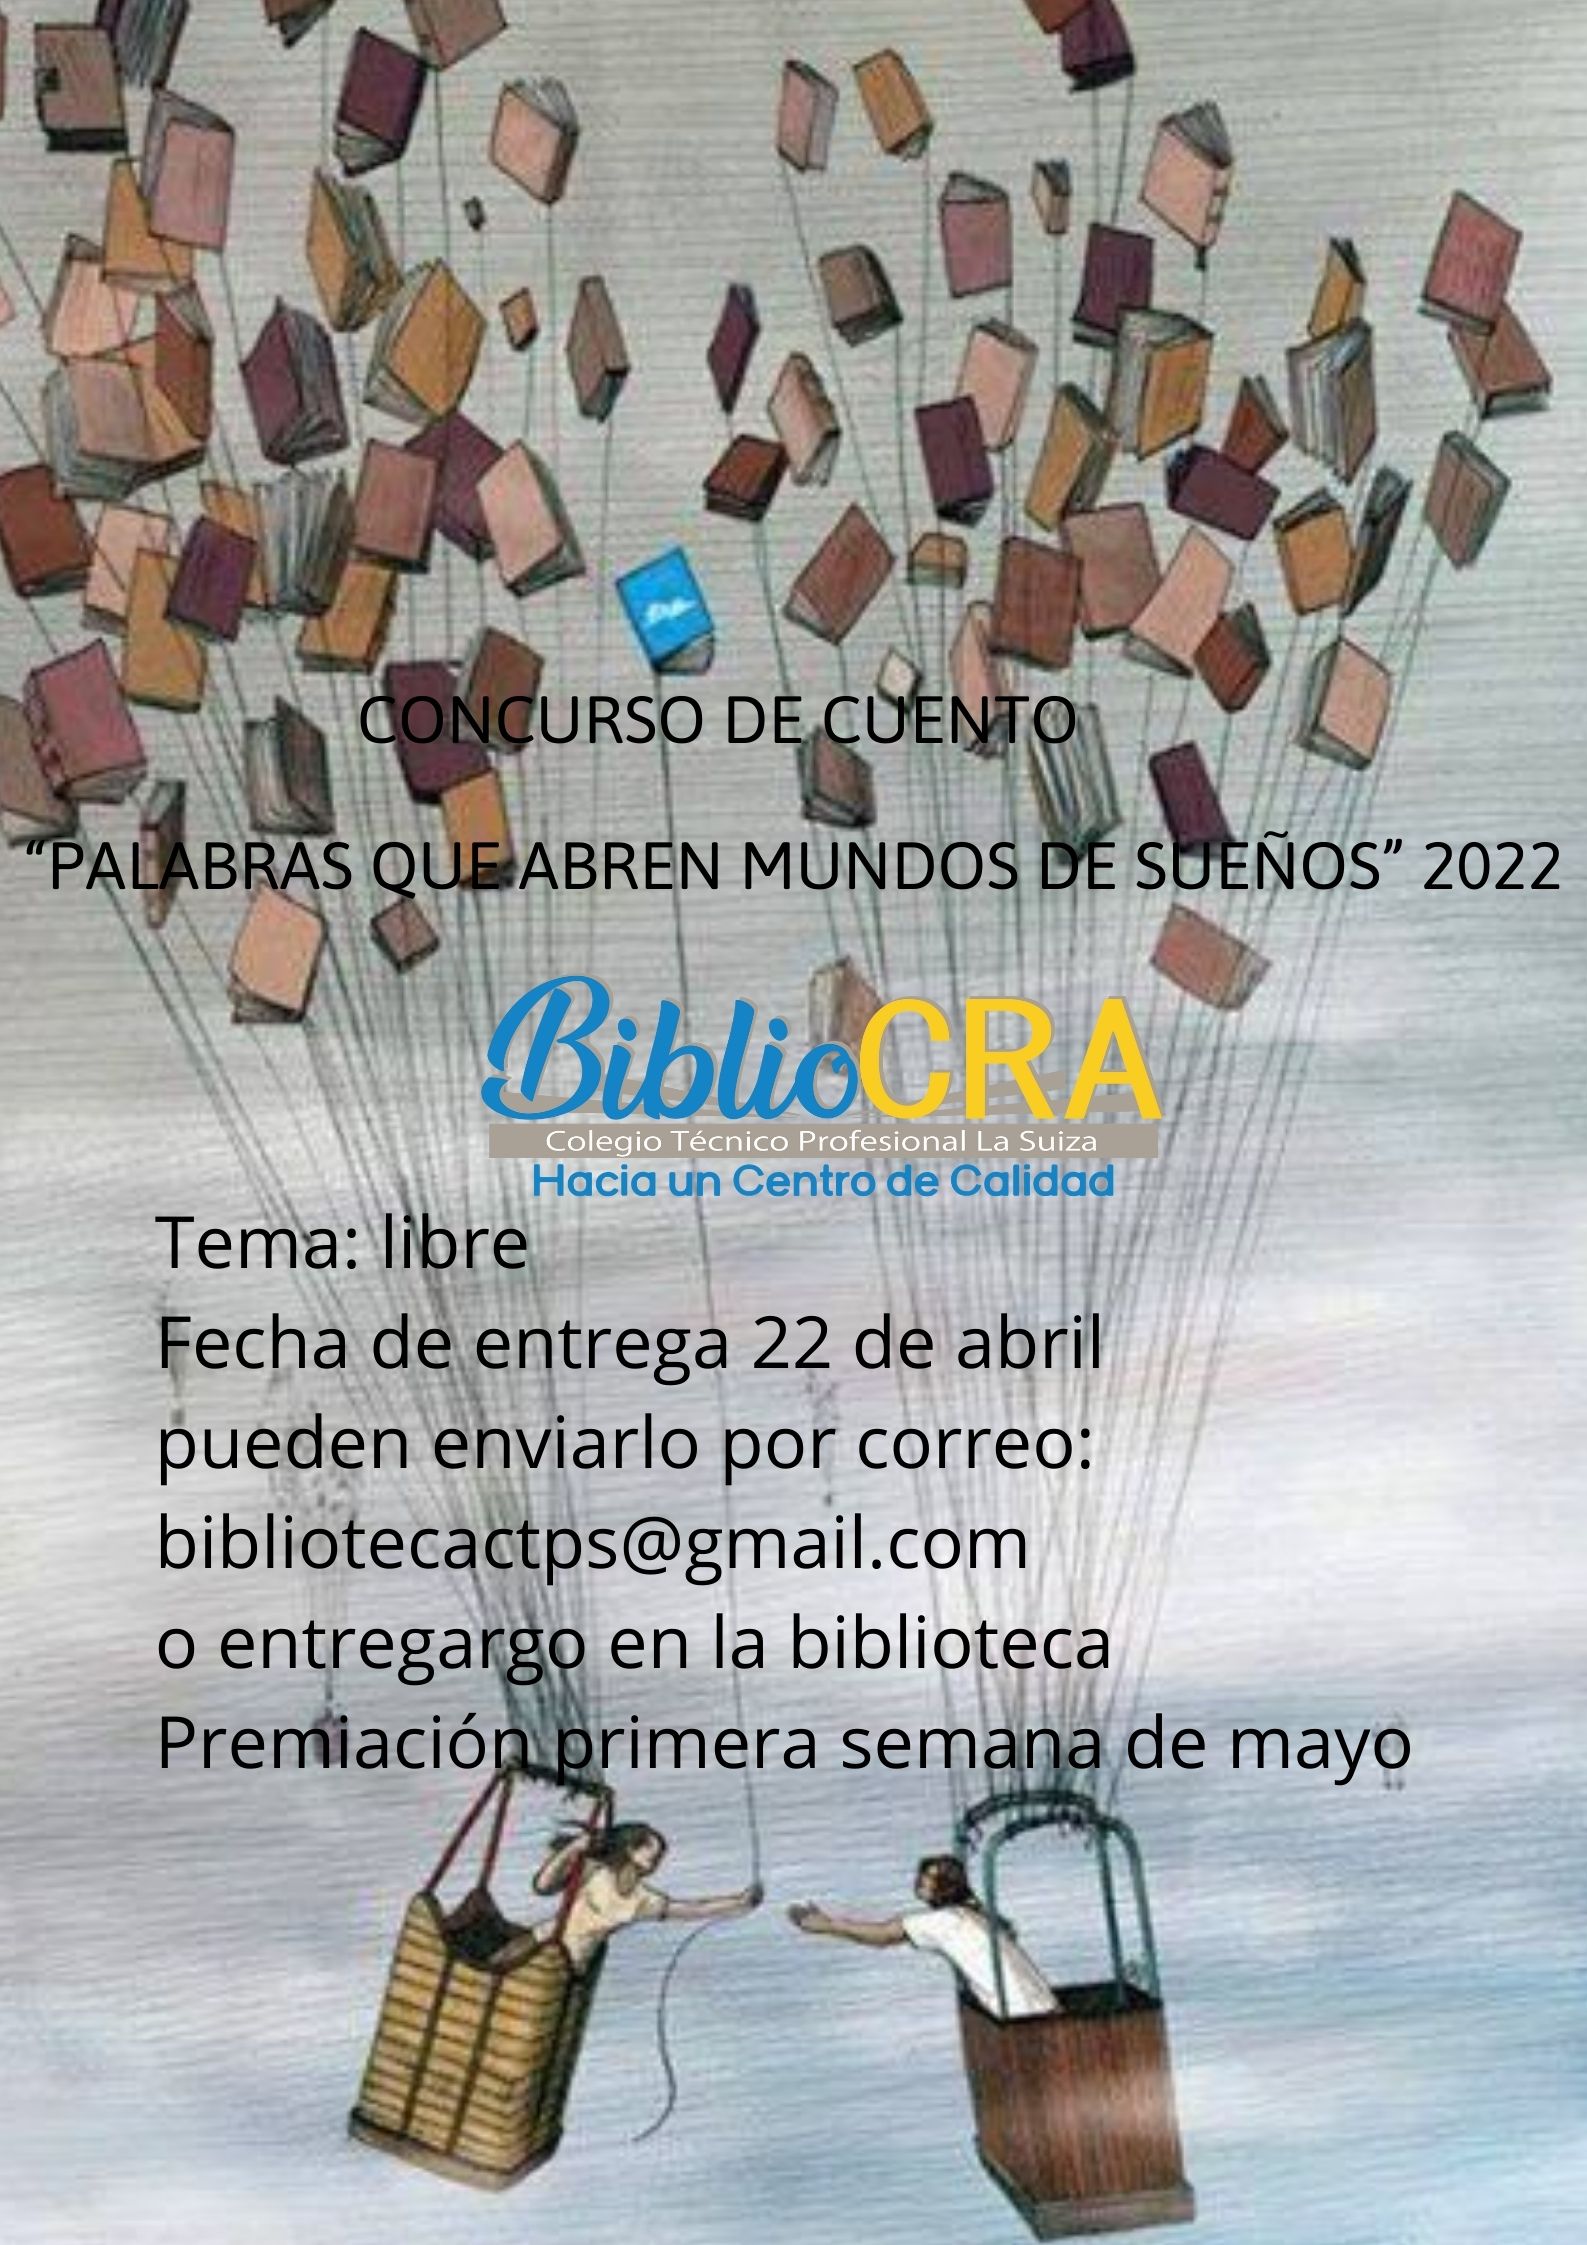 CONCURSO DE CUENTO
“PALABRAS QUE ABREN MUNDOS DE SUEÑOS” 2022
BiblioCRA
Colegio Técnico Profesional La Suiza
Hacia un Centro de Calidad
Tema: libre
Fecha de entrega 22 de abril
pueden enviarlo por correo:
bibliotecactps@gmail.com
o entregargo en la biblioteca
Premiación primera semana de mayo